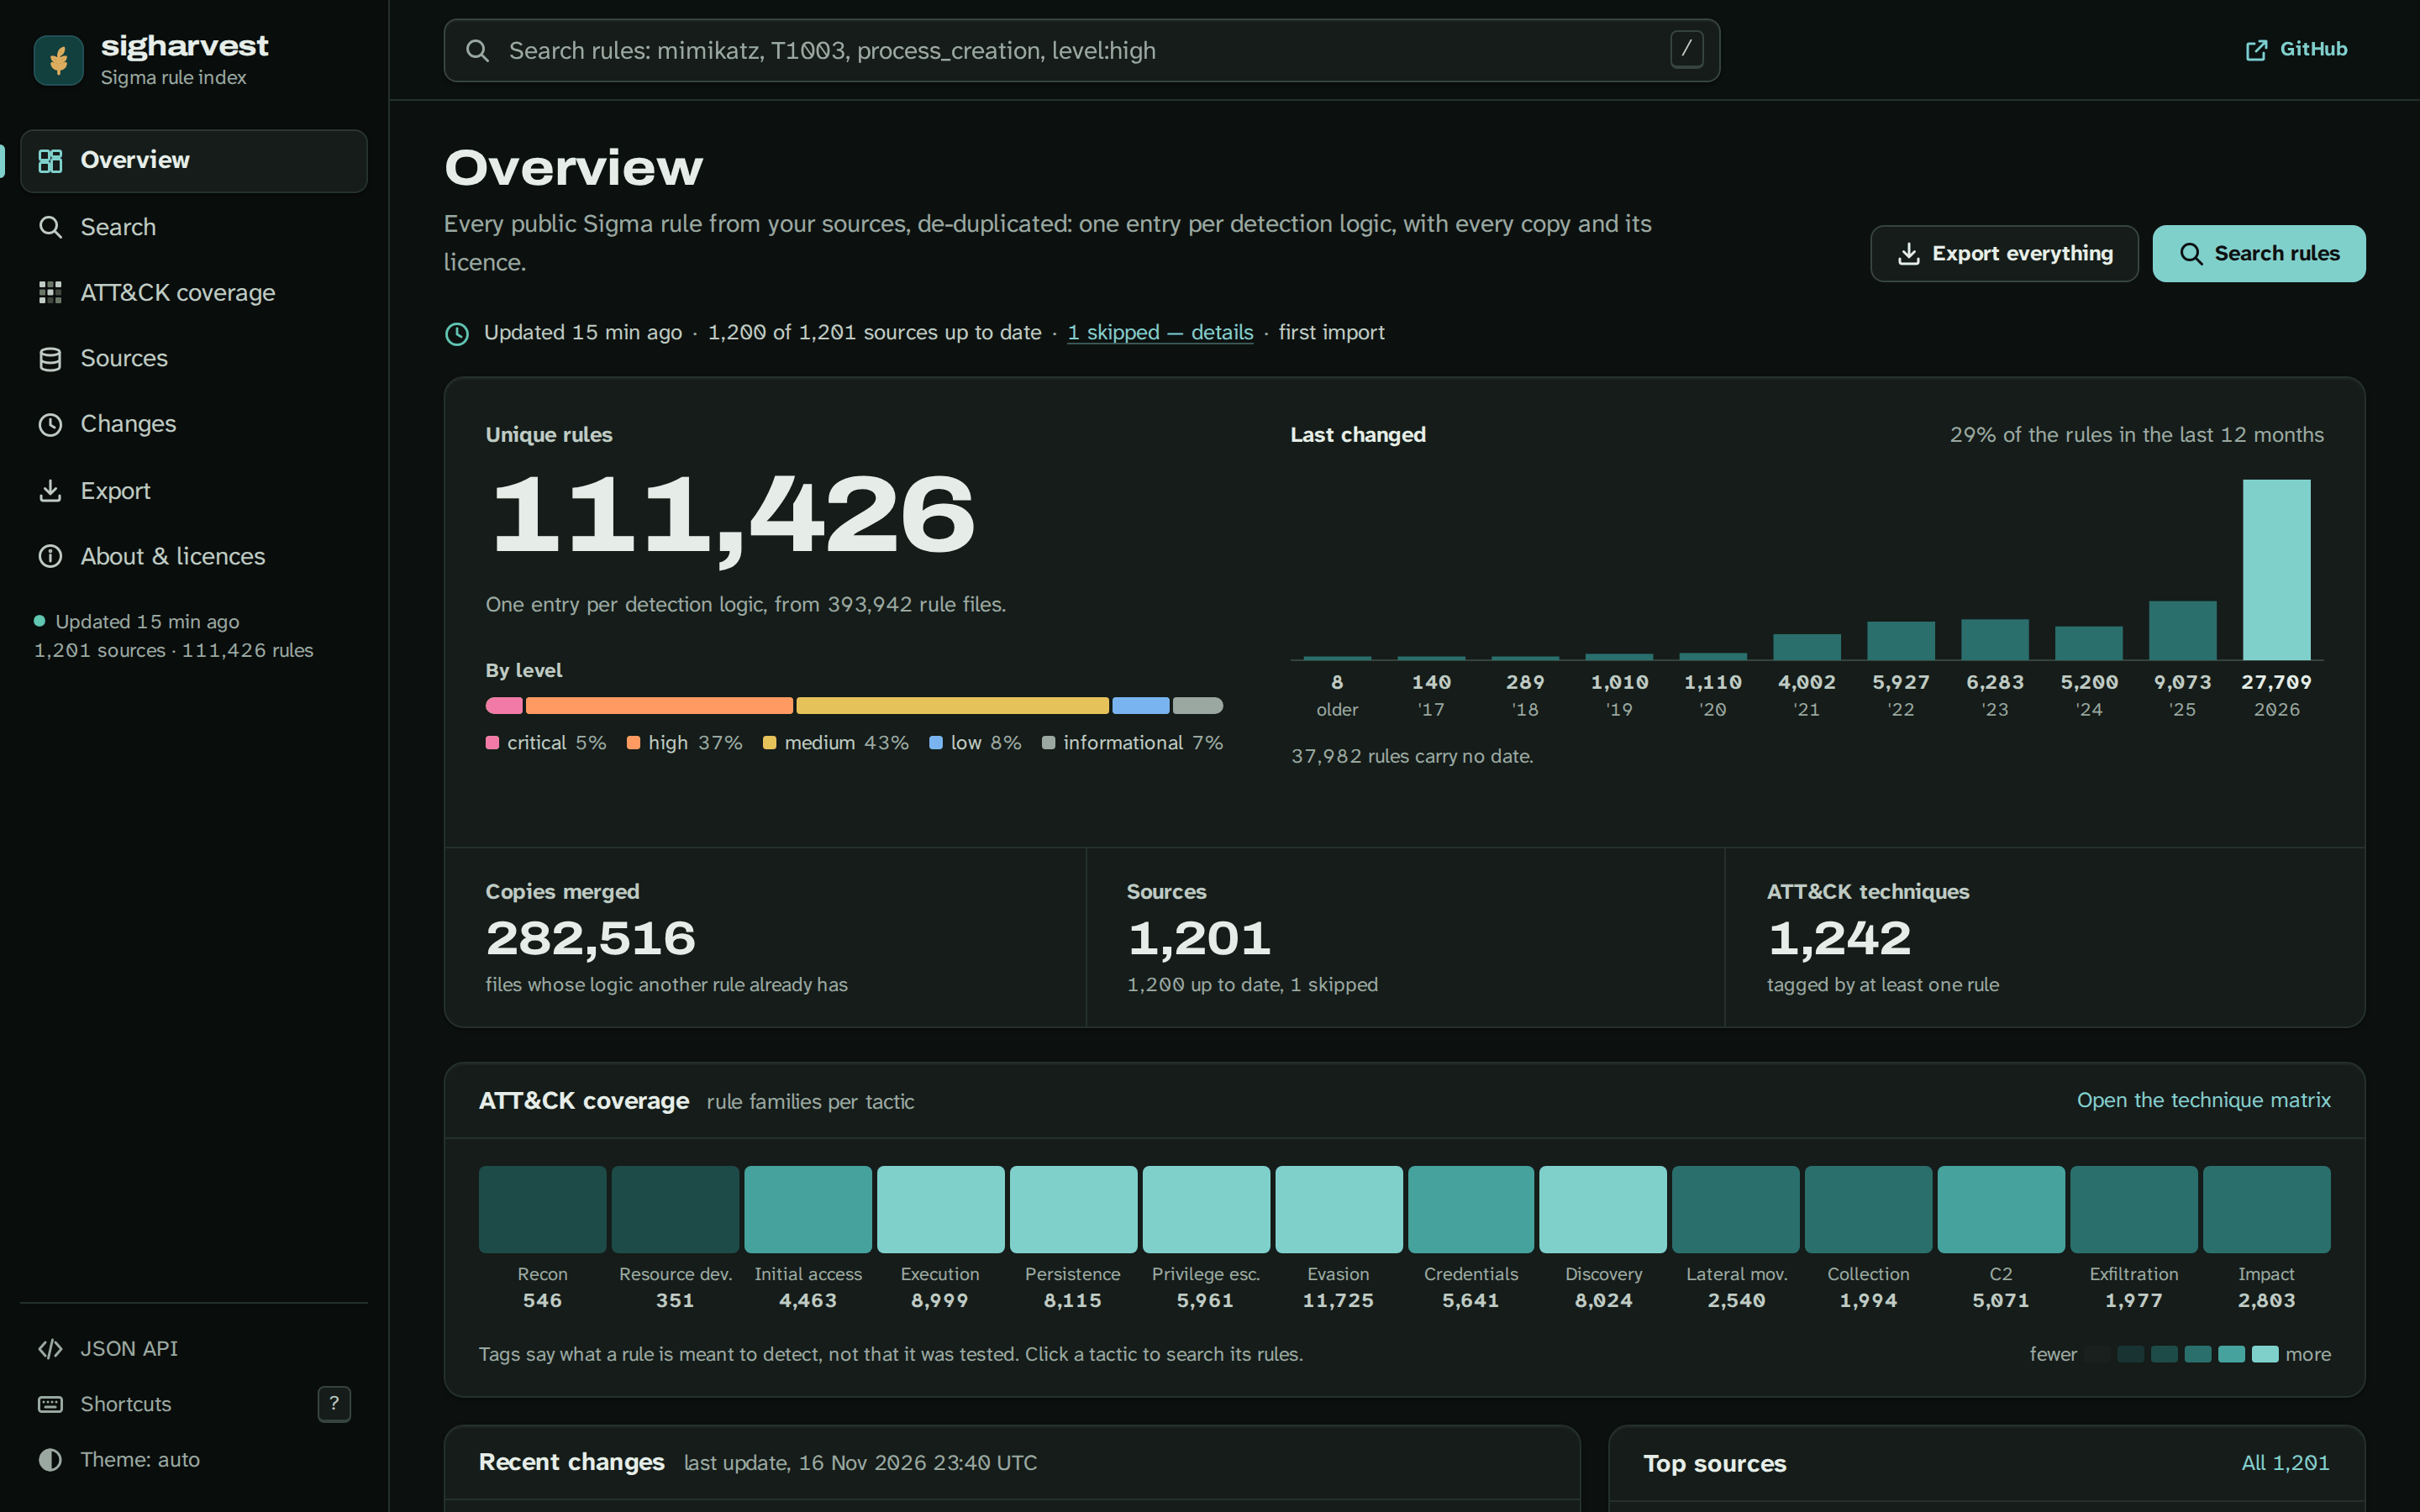 sigharvest
Sigma rule index
Overview
Search
ATT&CK coverage
Sources
Changes
Export
About & licences
Updated 15 min ago
1,201 sources · 111,426 rules
JSON API
Shortcuts ?
Theme: auto
Search rules: mimikatz, T1003, process_creation, level:high /
GitHub
Overview
Every public Sigma rule from your sources, de-duplicated: one entry per detection logic, with every copy and its
licence.
Export everything
Search rules
Updated 15 min ago · 1,200 of 1,201 sources up to date · 1 skipped — details · first import
Unique rules
111,426
One entry per detection logic, from 393,942 rule files.
By level
critical 5% high 37% medium 43% low 8% informational 7%
Last changed 29% of the rules in the last 12 months
8 140 289 1,010 1,110 4,002 5,927 6,283 5,200 9,073 27,709
older '17 '18 '19 '20 '21 '22 '23 '24 '25 2026
37,982 rules carry no date.
Copies merged
282,516
files whose logic another rule already has
Sources
1,201
1,200 up to date, 1 skipped
ATT&CK techniques
1,242
tagged by at least one rule
ATT&CK coverage rule families per tactic Open the technique matrix
Recon Resource dev. Initial access Execution Persistence Privilege esc. Evasion Credentials Discovery Lateral mov. Collection C2 Exfiltration Impact
546 351 4,463 8,999 8,115 5,961 11,725 5,641 8,024 2,540 1,994 5,071 1,977 2,803
Tags say what a rule is meant to detect, not that it was tested. Click a tactic to search its rules. fewer more
Recent changes last update, 16 Nov 2026 23:40 UTC
Top sources All 1,201